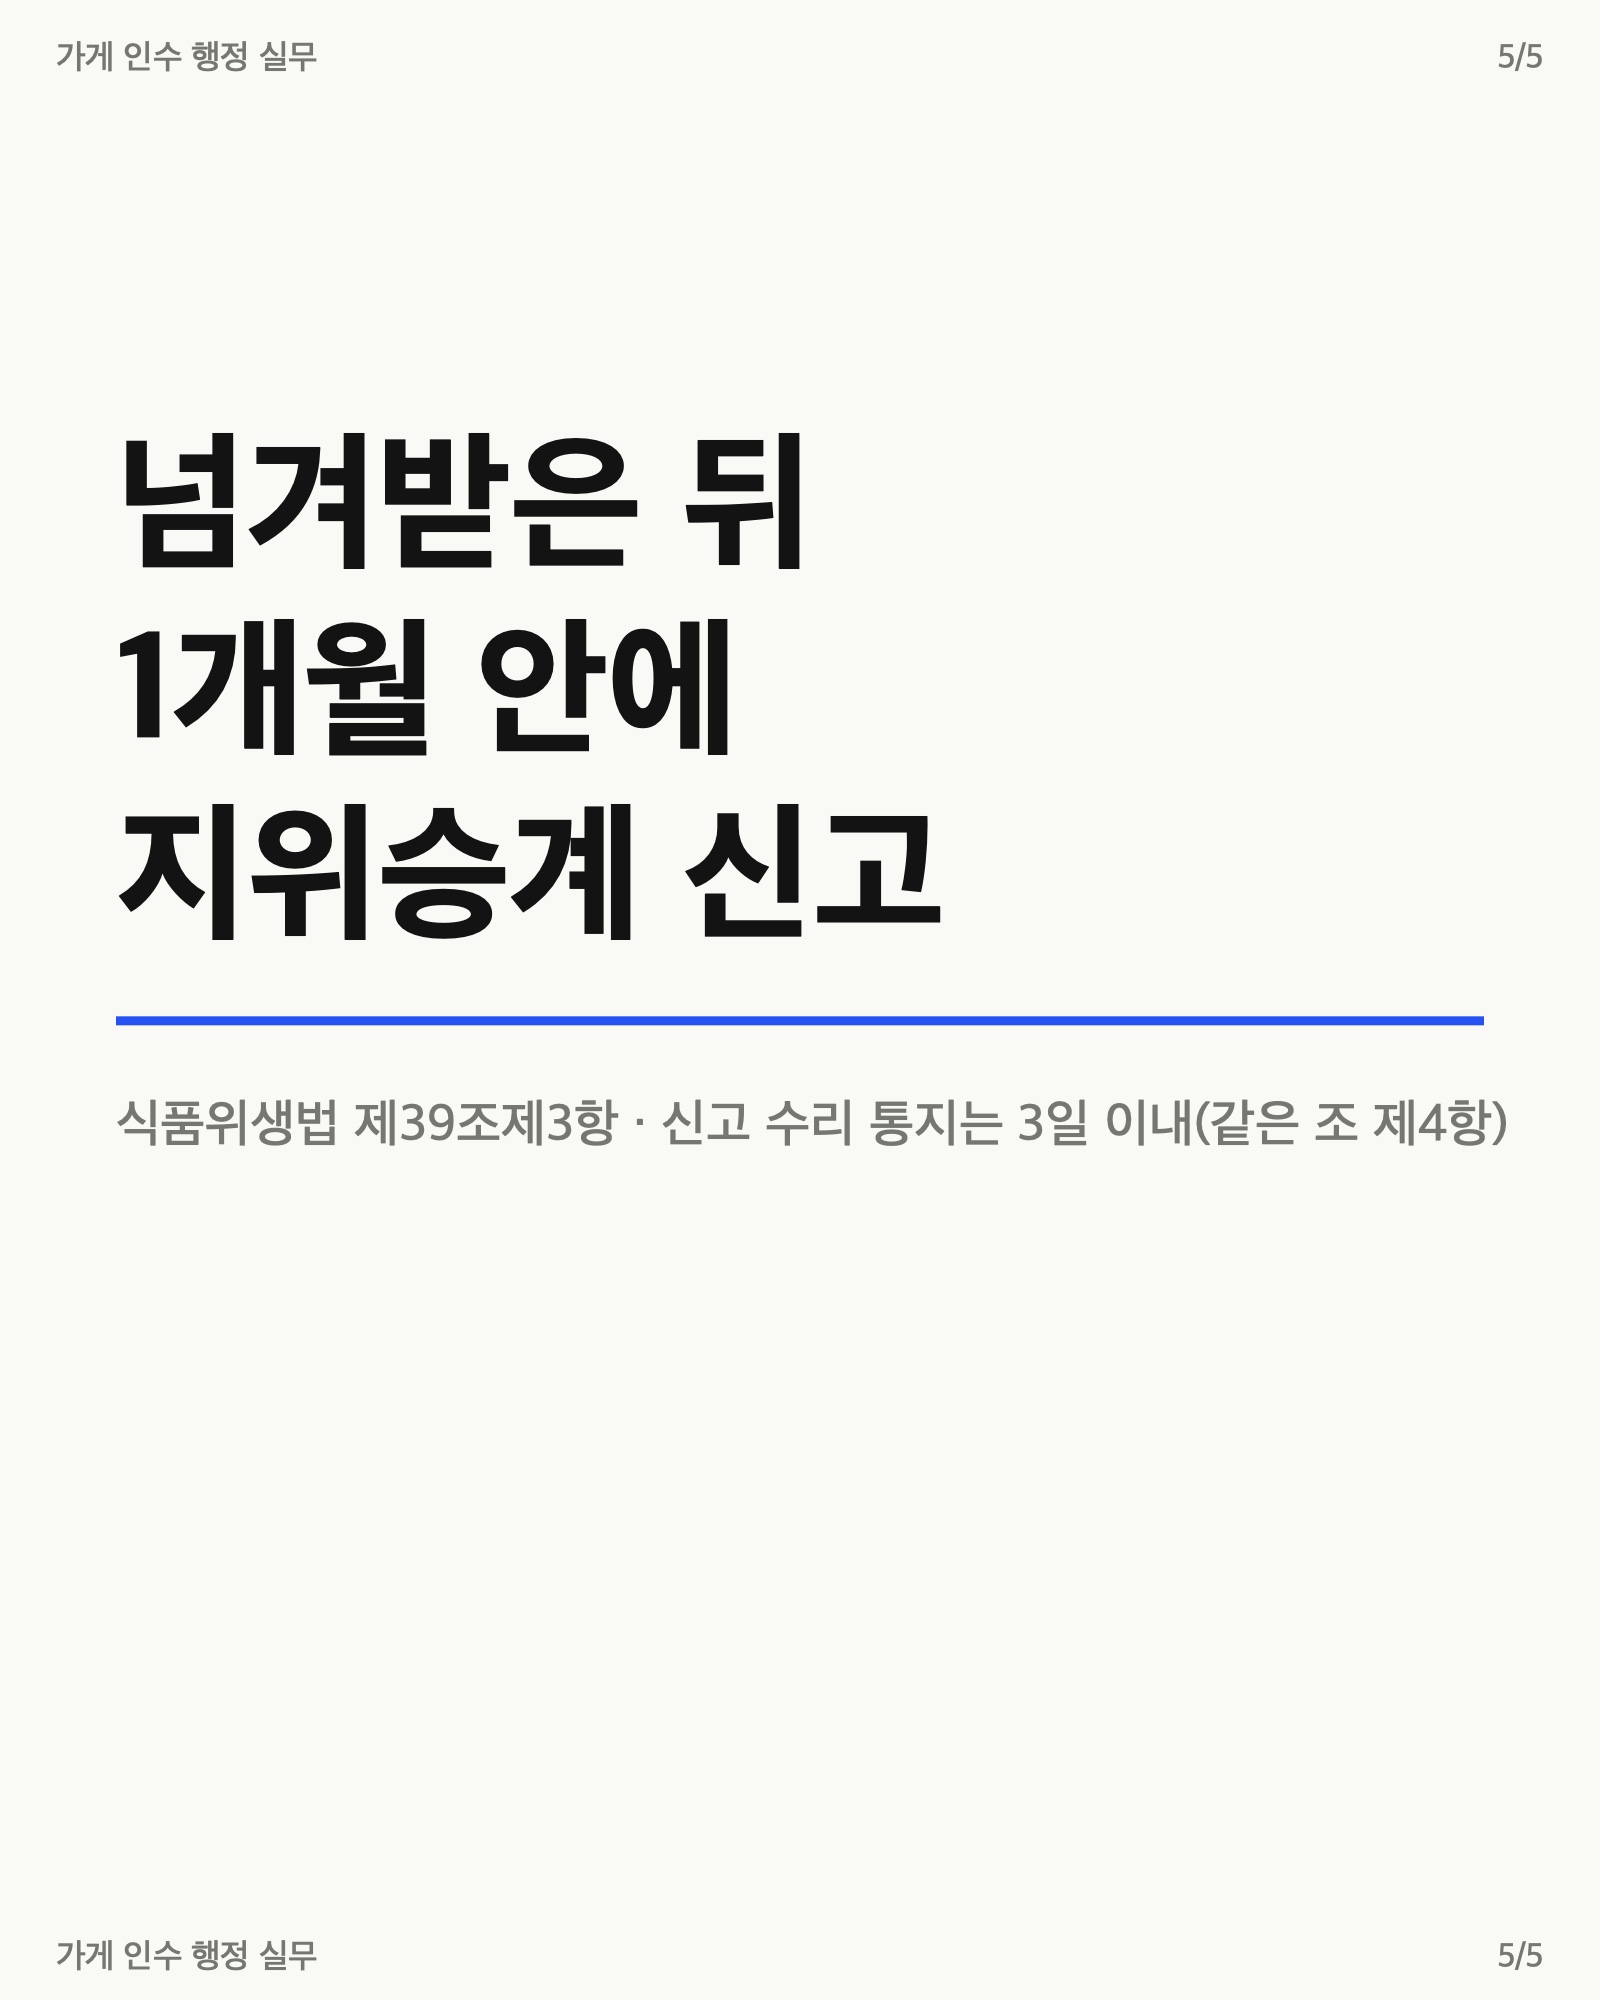 가게 인수 행정 실무
5/5
넘겨받은 뒤
1개월 안에
지위승계 신고
식품위생법 제39조제3항 · 신고 수리 통지는 3일 이내(같은 조 제4항)
가게 인수 행정 실무
5/5